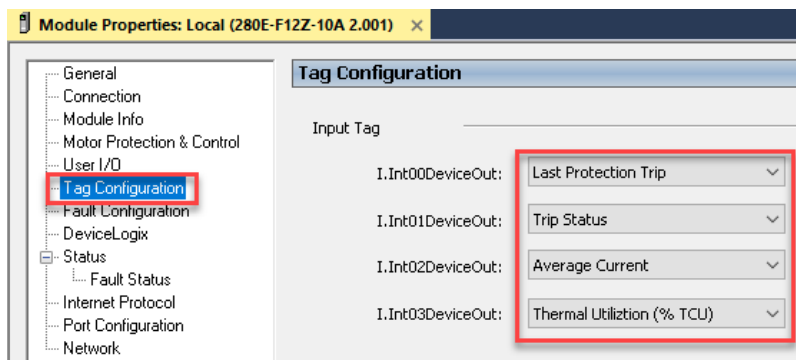 Module Properties: Local (280E-F12Z-10A 2.001) ×
General
Connection
Module Info
Motor Protection & Control
User I/O
Tag Configuration
Fault Configuration
DeviceLogix
Status
Fault Status
Internet Protocol
Port Configuration
Network
Tag Configuration
Input Tag
I.Int00DeviceOut: Last Protection Trip
I.Int01DeviceOut: Trip Status
I.Int02DeviceOut: Average Current
I.Int03DeviceOut: Thermal Utiliztion (% TCU)